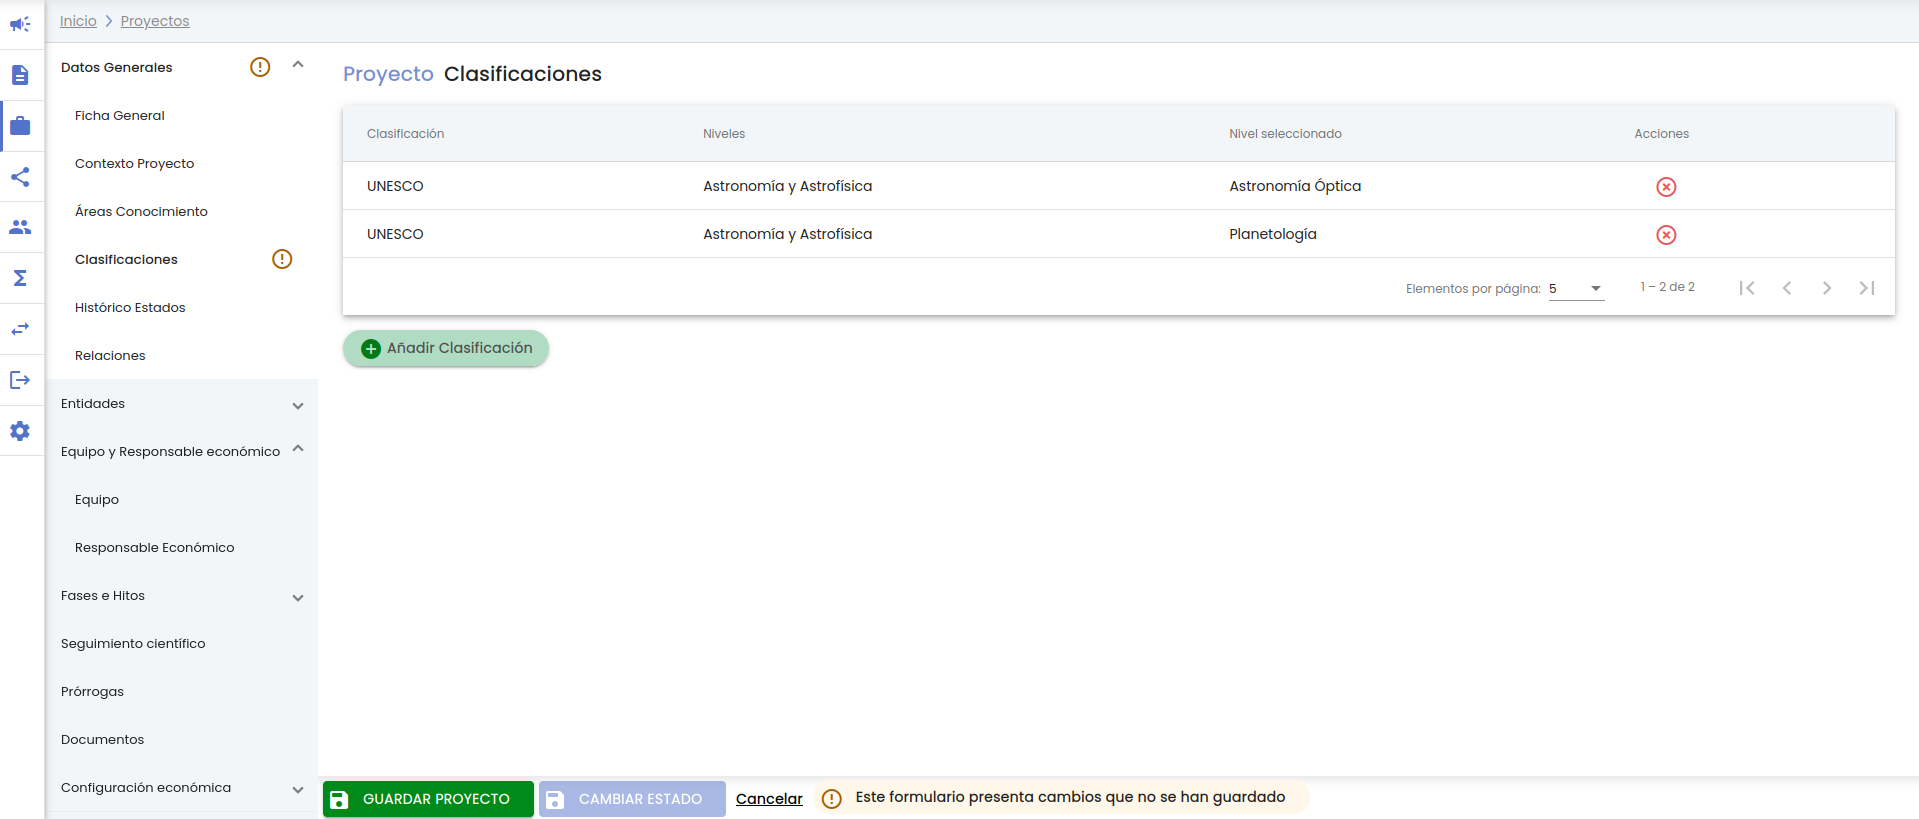 Inicio > Proyectos
Datos Generales
Ficha General
Contexto Proyecto
Áreas Conocimiento
Clasificaciones
Histórico Estados
Relaciones
Entidades
Equipo y Responsable económico
Equipo
Responsable Económico
Fases e Hitos
Seguimiento científico
Prórrogas
Documentos
Configuración económica
Proyecto Clasificaciones
Clasificación Niveles Nivel seleccionado Acciones
UNESCO Astronomía y Astrofísica Astronomía Óptica
UNESCO Astronomía y Astrofísica Planetología
Elementos por página: 5 1 – 2 de 2
Añadir Clasificación
GUARDAR PROYECTO CAMBIAR ESTADO Cancelar Este formulario presenta cambios que no se han guardado